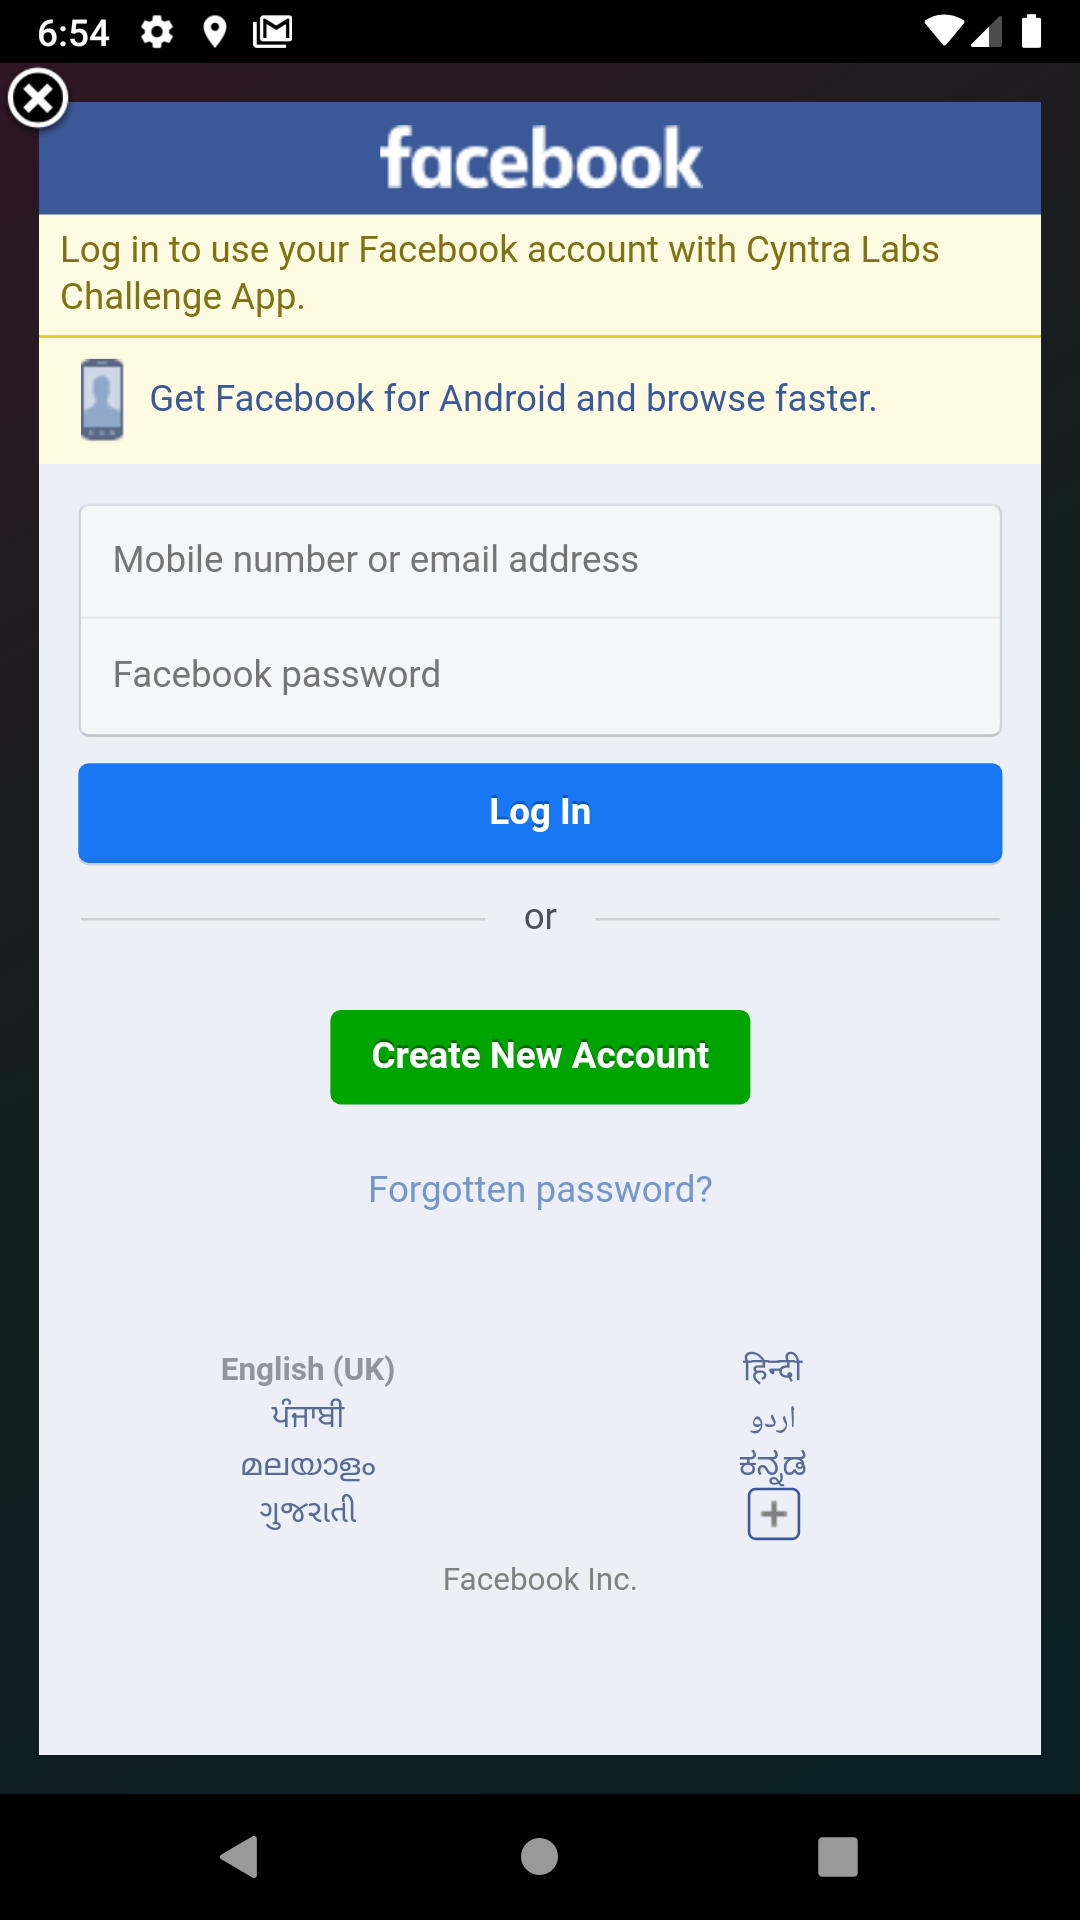 6:54
facebook
Log in to use your Facebook account with Cyntra Labs
Challenge App.
Get Facebook for Android and browse faster.
Mobile number or email address
Facebook password
Log In
or
Create New Account
Forgotten password?
English (UK)
हिन्दी
ਪੰਜਾਬੀ
اردو
മലയാളം
ಕನ್ನಡ
ગુજરાતી
Facebook Inc.